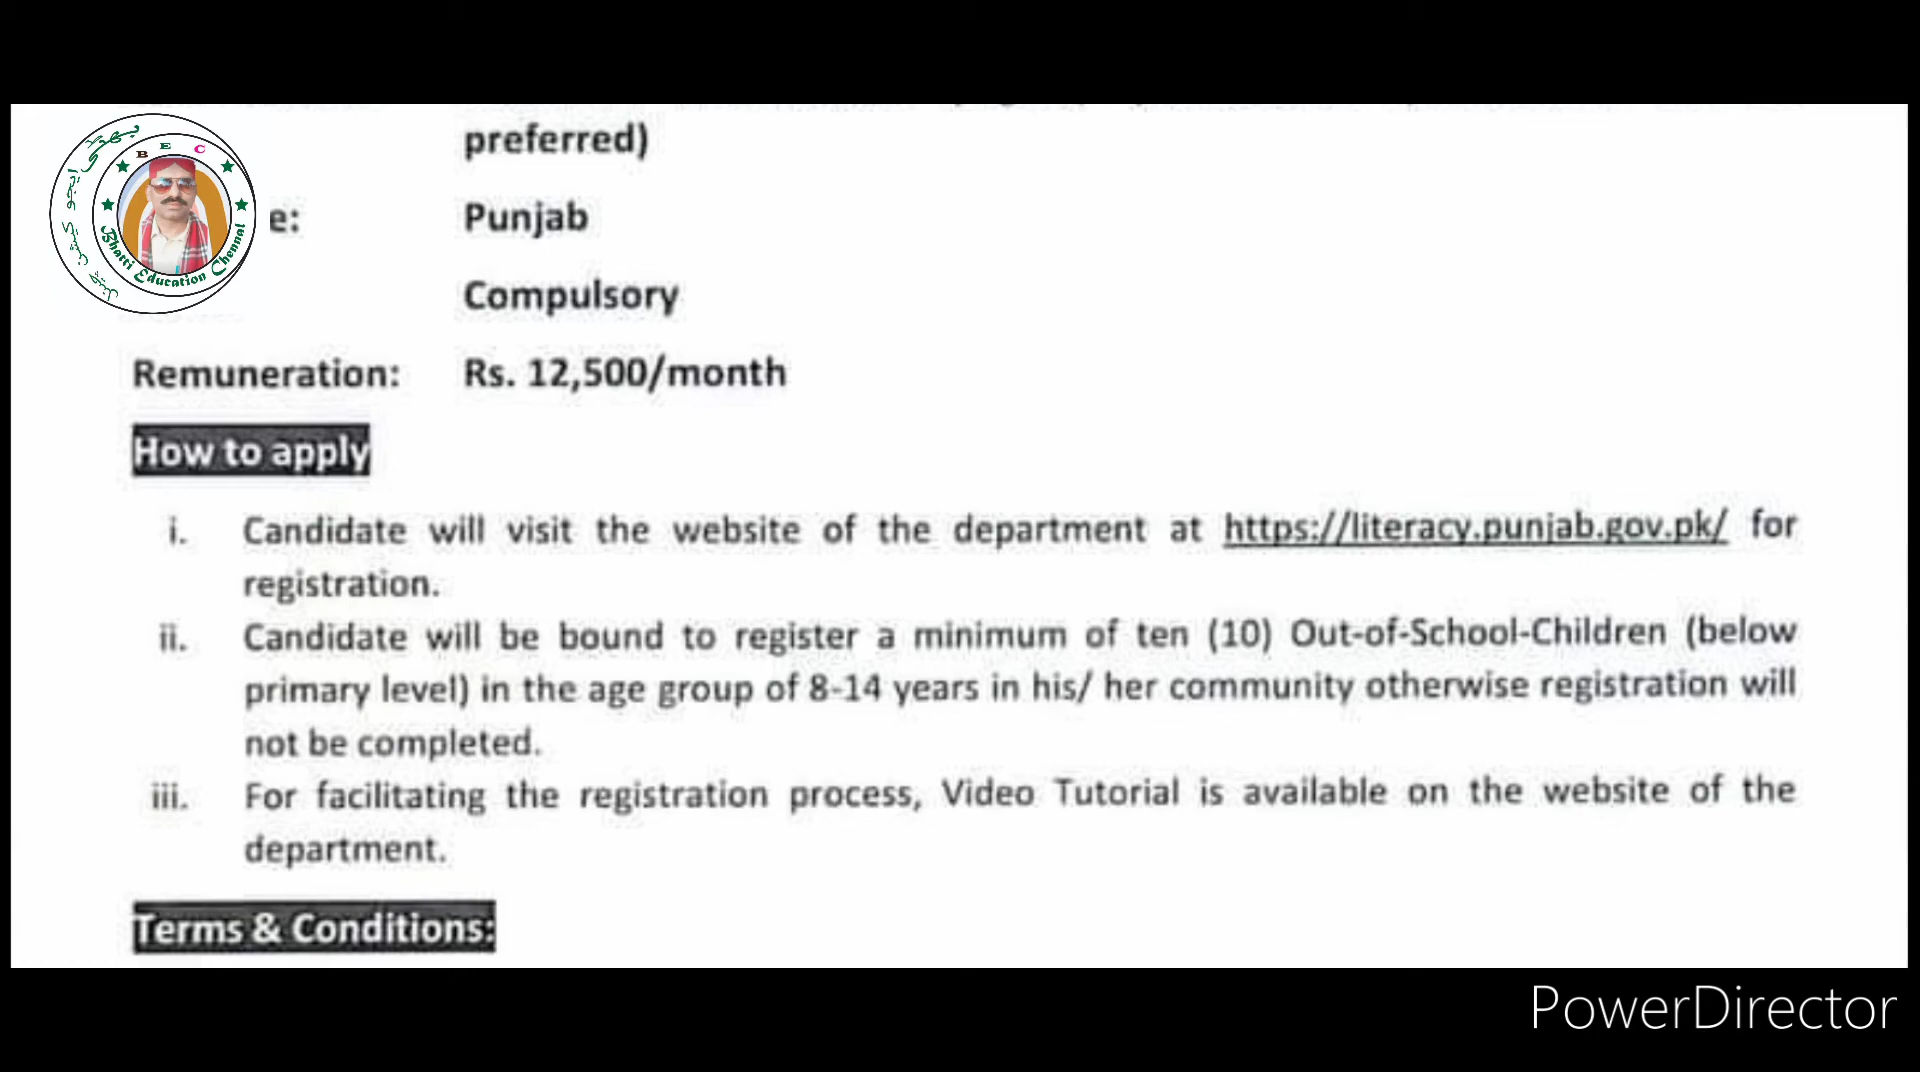 preferred)
بھٹی ایجوکیشن چینل
B E C
Bhatti Education Chennal
e: Punjab
Compulsory
Remuneration: Rs. 12,500/month
How to apply
i. Candidate will visit the website of the department at https://literacy.punjab.gov.pk/ for
registration.
ii. Candidate will be bound to register a minimum of ten (10) Out-of-School-Children (below
primary level) in the age group of 8-14 years in his/ her community otherwise registration will
not be completed.
iii. For facilitating the registration process, Video Tutorial is available on the website of the
department.
Terms & Conditions:
PowerDirector